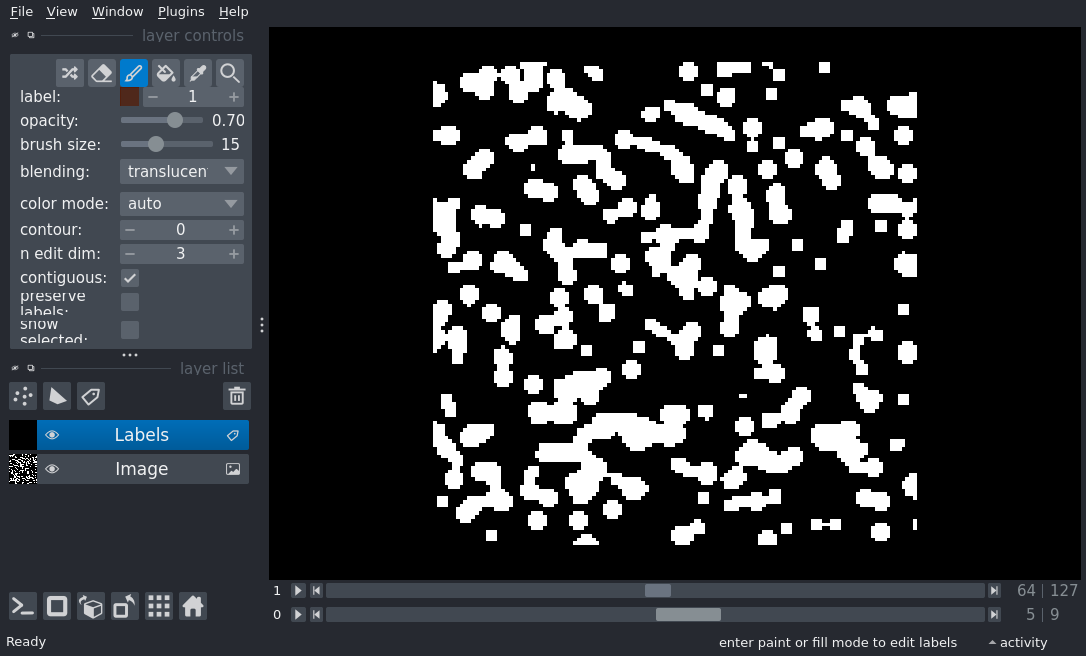 File View Window Plugins Help
layer controls
label: 1
opacity: 0.70
brush size: 15
blending: translucen
color mode: auto
contour: 0
n edit dim: 3
contiguous:
preserve
labels:
show
selected:
layer list
Labels
Image
1 64 127
0 5 9
Ready enter paint or fill mode to edit labels activity